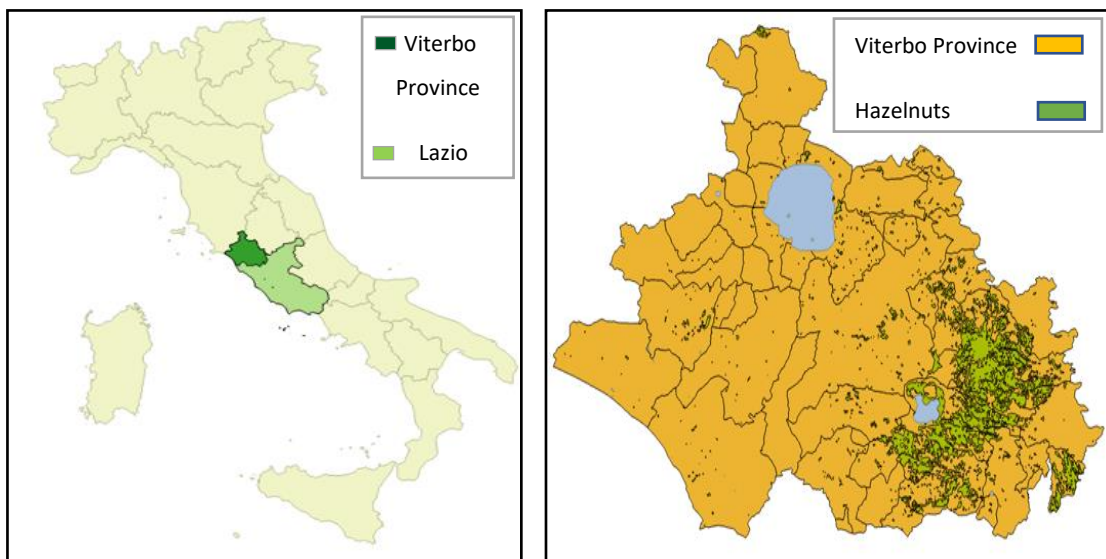 Viterbo
Province
Lazio
Viterbo Province
Hazelnuts